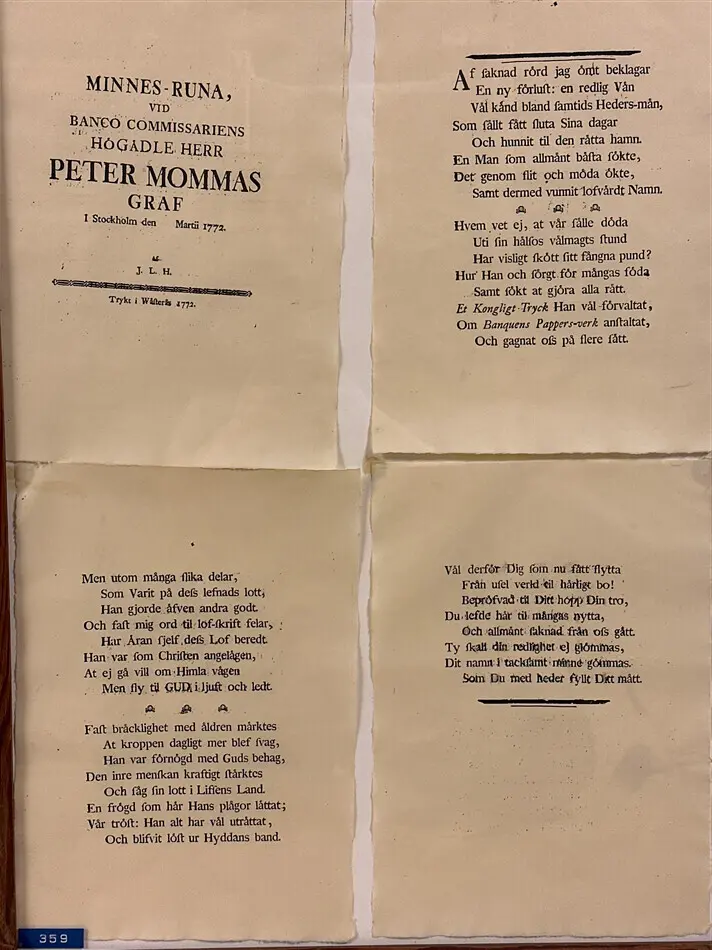 MINNES-RUNA,
VID
BANCO COMMISSARIENS
HÖGADLE HERR
PETER MOMMAS
GRAF
I Stockholm den Martii 1772.
af
J. L. H.
Tryckt i Wåſterås 1772.
Af ſaknad rörd jag ömt beklagar
En ny förluſt: en redlig Vän
Väl känd bland ſamtids Heders-män,
Som ſällt fått ſluta Sina dagar
Och hunnit til den rätta hamn.
En Man ſom allmänt bäſta ſökte,
Det genom flit och möda ökte,
Samt dermed vunnit lofvärdt Namn.
Hvem vet ej, at vår ſälle döda
Uti ſin hälſos välmagts ſtund
Har visligt ſkött ſitt fångna pund?
Hur' Han och ſörgt för mångas föda
Samt ſökt at gjöra alla rätt.
Et Kongligt Tryck Han väl förvaltat,
Om Banquens Pappers-verk anſtaltat,
Och gagnat oſs på flere ſätt.
Men utom många ſlika delar,
Som Varit på deſs lefnads lott,
Han gjorde äfven andra godt.
Och faſt mig ord til lof-ſkrift felar,
Har Äran ſjelf deſs Lof beredt.
Han var ſom Chriſten angelägen,
At ej gå vill om Himla vägen
Men fly til GUD i ljuſt och ledt.
Faſt bräcklighet med åldren märktes
At kroppen dagligt mer blef ſvag,
Han var förnögd med Guds behag,
Den inre menſkan kraftigt ſtärktes
Och ſåg ſin lott i Liffens Land.
En frögd ſom här Hans plågor lättat;
Vår tröſt: Han alt har väl uträttat,
Och blifvit löſt ur Hyddans band.
Väl derför Dig ſom nu fått flytta
Från uſel verld til härligt bo!
Bepröfvad til Ditt hopp Din tro,
Du lefde här til mångas nytta,
Och allmänt ſaknad från oſs gått.
Ty ſkall din redlighet ej glömmas,
Dit namn i tackſamt minne gömmas.
Som Du med heder fyllt Ditt mått.
359